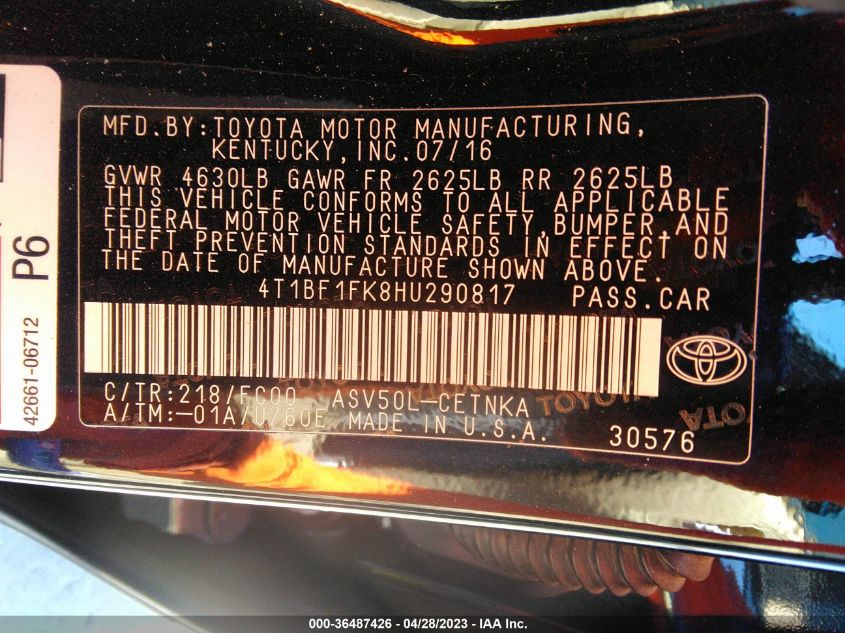 MFD.BY:TOYOTA MOTOR MANUFACTURING,
KENTUCKY,INC.07/16
GVWR 4630LB GAWR FR 2625LB RR 2625LB
THIS VEHICLE CONFORMS TO ALL APPLICABLE
FEDERAL MOTOR VEHICLE SAFETY,BUMPER,AND
THEFT PREVENTION STANDARDS IN EFFECT ON
THE DATE OF MANUFACTURE SHOWN ABOVE.
4T1BF1FK8HU290817 PASS.CAR
C/TR:218/FC00 ASV50L-CETNKA
A/TM:-01A/U760E MADE IN U.S.A. 30576
P6
42661-06712
TOYOTA
000-36487426 - 04/28/2023 - IAA Inc.